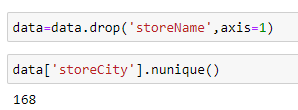 data=data.drop('storeName',axis=1)
data['storeCity'].nunique()
168